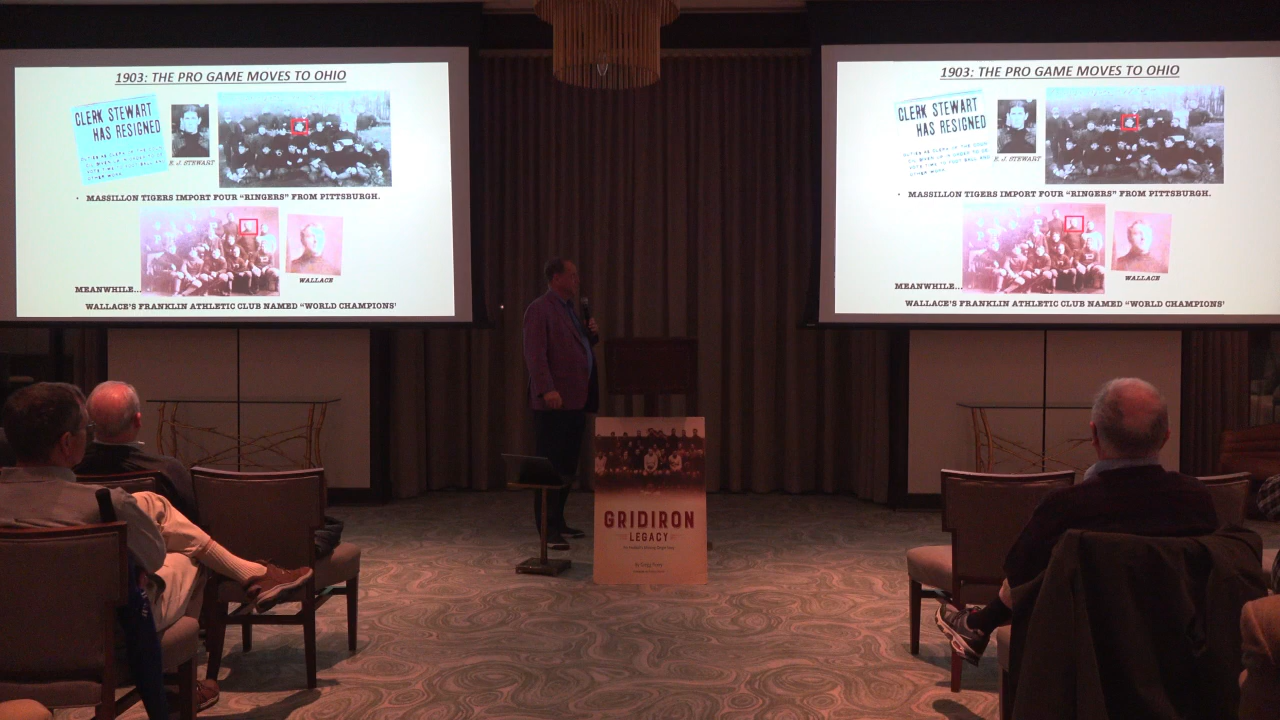 1903: THE PRO GAME MOVES TO OHIO
CLERK STEWART
HAS RESIGNED
E. J. STEWART
• MASSILLON TIGERS IMPORT FOUR “RINGERS” FROM PITTSBURGH.
WALLACE
MEANWHILE...
WALLACE'S FRANKLIN ATHLETIC CLUB NAMED “WORLD CHAMPIONS'
1903: THE PRO GAME MOVES TO OHIO
CLERK STEWART
HAS RESIGNED
E. J. STEWART
• MASSILLON TIGERS IMPORT FOUR “RINGERS” FROM PITTSBURGH.
WALLACE
MEANWHILE...
WALLACE'S FRANKLIN ATHLETIC CLUB NAMED “WORLD CHAMPIONS'
GRIDIRON
LEGACY